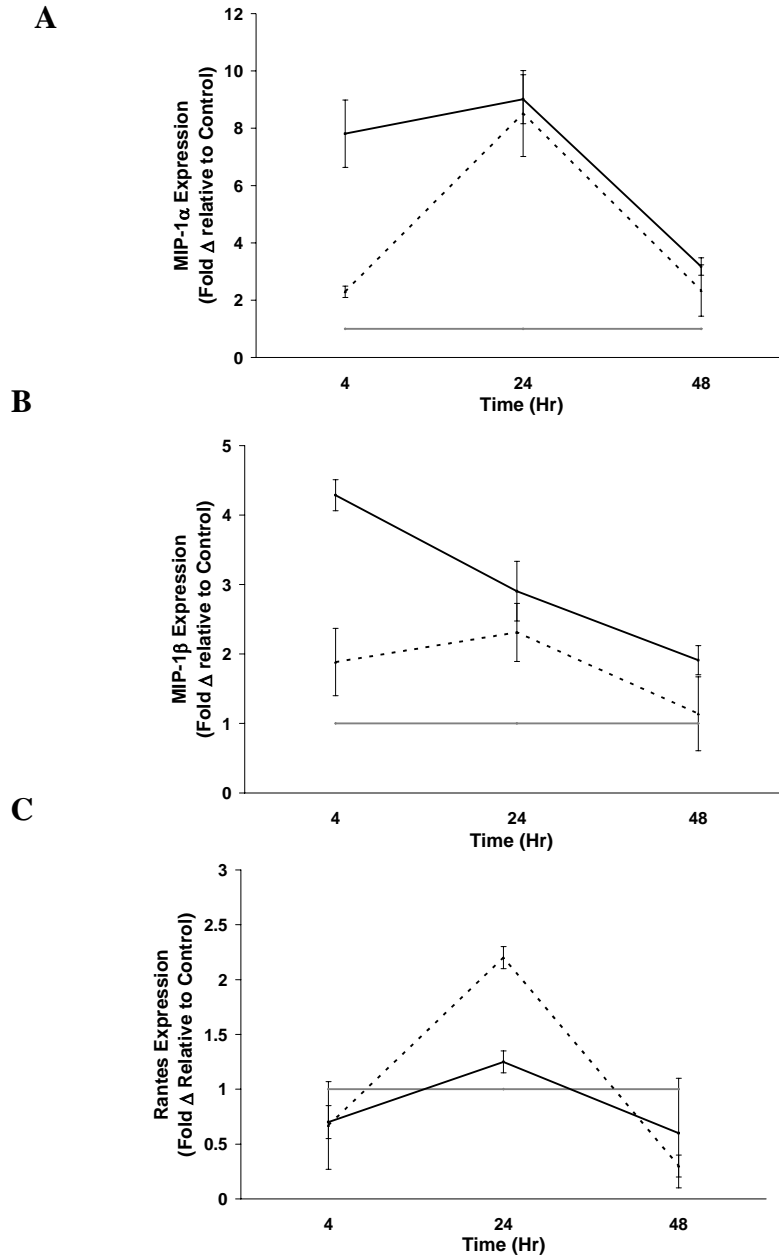 A
MIP-1α Expression
(Fold Δ relative to Control)
12
10
8
6
4
2
0
4 24 48
Time (Hr)
B
MIP-1β Expression
(Fold Δ relative to Control)
5
4
3
2
1
0
4 24 48
Time (Hr)
C
Rantes Expression
(Fold Δ Relative to Control)
3
2.5
2
1.5
1
0.5
0
4 24 48
Time (Hr)